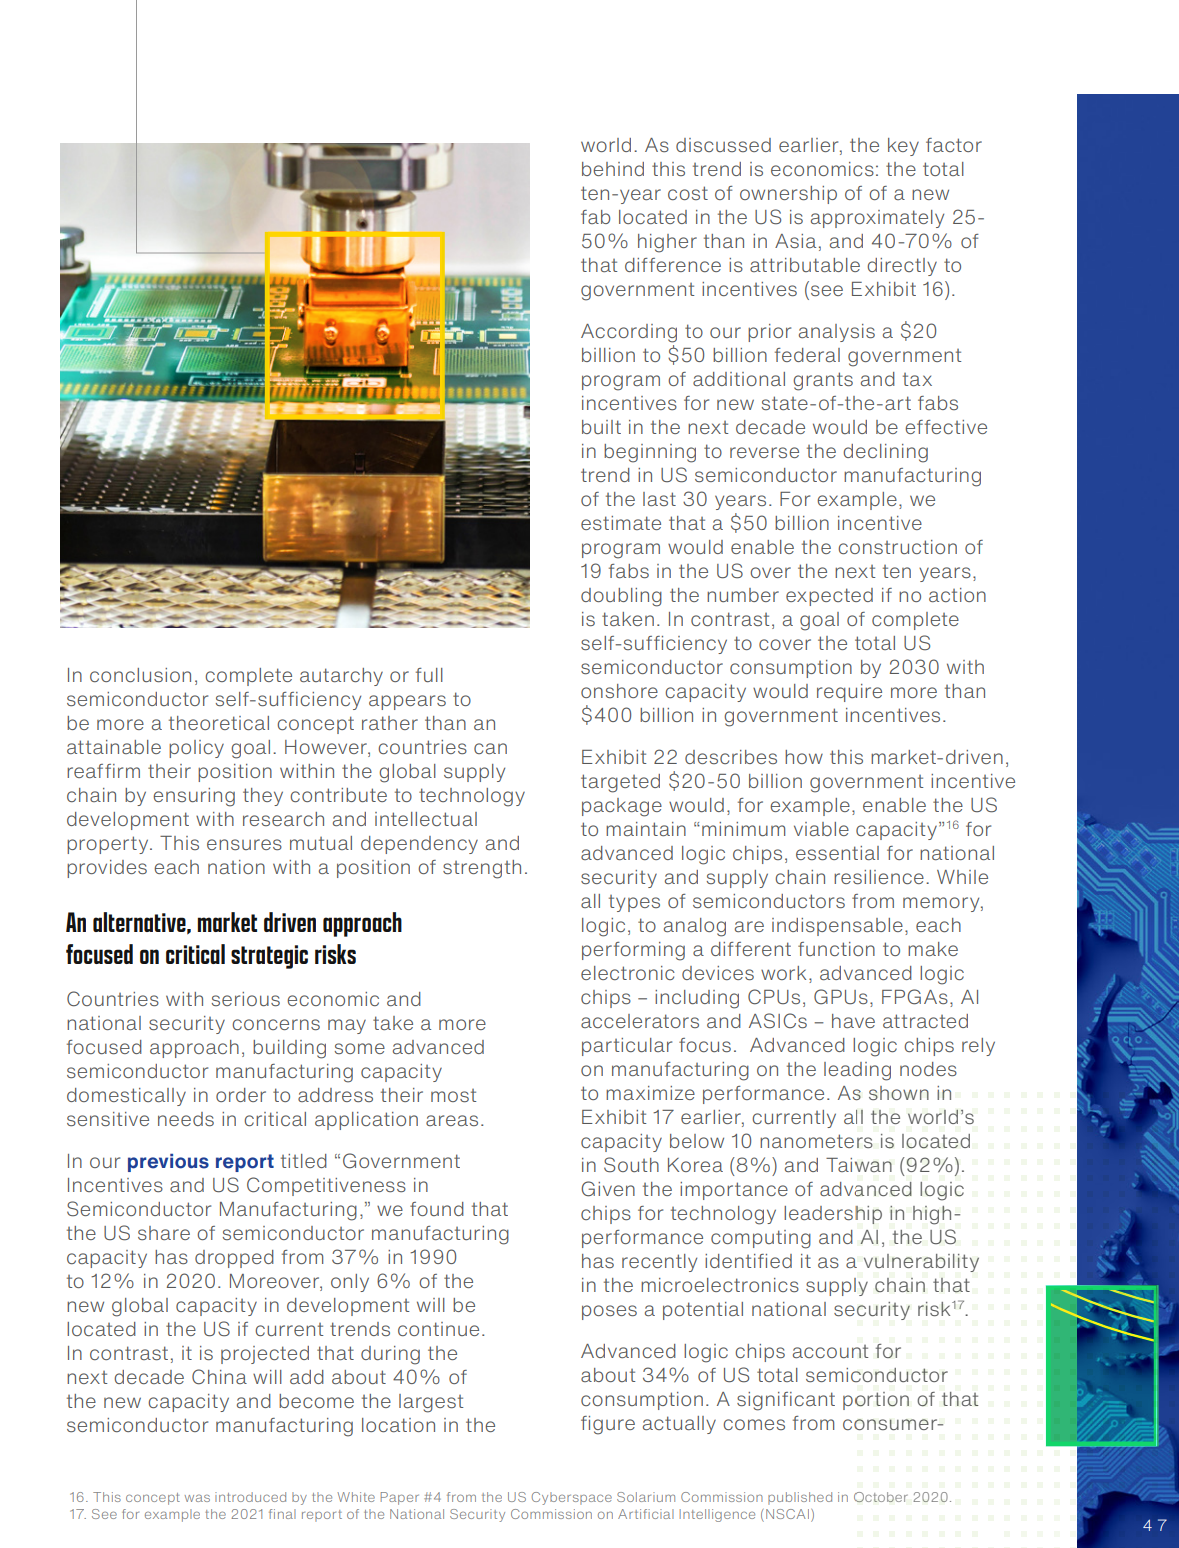 In conclusion, complete autarchy or full
semiconductor self-sufficiency appears to
be more a theoretical concept rather than an
attainable policy goal. However, countries can
reaffirm their position within the global supply
chain by ensuring they contribute to technology
development with research and intellectual
property. This ensures mutual dependency and
provides each nation with a position of strength.
An alternative, market driven approach
focused on critical strategic risks
Countries with serious economic and
national security concerns may take a more
focused approach, building some advanced
semiconductor manufacturing capacity
domestically in order to address their most
sensitive needs in critical application areas.
In our previous report titled “Government
Incentives and US Competitiveness in
Semiconductor Manufacturing,” we found that
the US share of semiconductor manufacturing
capacity has dropped from 37% in 1990
to 12% in 2020. Moreover, only 6% of the
new global capacity in development will be
located in the US if current trends continue.
In contrast, it is projected that during the
next decade China will add about 40% of
the new capacity and become the largest
semiconductor manufacturing location in the
world. As discussed earlier, the key factor
behind this trend is economics: the total
ten-year cost of ownership of of a new
fab located in the US is approximately 25-
50% higher than in Asia, and 40-70% of
that difference is attributable directly to
government incentives (see Exhibit 16).
According to our prior analysis a $20
billion to $50 billion federal government
program of additional grants and tax
incentives for new state-of-the-art fabs
built in the next decade would be effective
in beginning to reverse the declining
trend in US semiconductor manufacturing
of the last 30 years. For example, we
estimate that a $50 billion incentive
program would enable the construction of
19 fabs in the US over the next ten years,
doubling the number expected if no action
is taken. In contrast, a goal of complete
self-sufficiency to cover the total US
semiconductor consumption by 2030 with
onshore capacity would require more than
$400 billion in government incentives.
Exhibit 22 describes how this market-driven,
targeted $20-50 billion government incentive
package would, for example, enable the US
to maintain “minimum viable capacity”16 for
advanced logic chips, essential for national
security and supply chain resilience. While
all types of semiconductors from memory,
logic, to analog are indispensable, each
performing a different function to make
electronic devices work, advanced logic
chips – including CPUs, GPUs, FPGAs, AI
accelerators and ASICs – have attracted
particular focus. Advanced logic chips rely
on manufacturing on the leading nodes
to maximize performance. As shown in
Exhibit 17 earlier, currently all the world’s
capacity below 10 nanometers is located
in South Korea (8%) and Taiwan (92%).
Given the importance of advanced logic
chips for technology leadership in high-
performance computing and AI, the US
has recently identified it as a vulnerability
in the microelectronics supply chain that
poses a potential national security risk17.
Advanced logic chips account for
about 34% of US total semiconductor
consumption. A significant portion of that
figure actually comes from consumer-
16. This concept was introduced by the White Paper #4 from the US Cyberspace Solarium Commission published in October 2020.
17. See for example the 2021 final report of the National Security Commission on Artificial Intelligence (NSCAI)
47